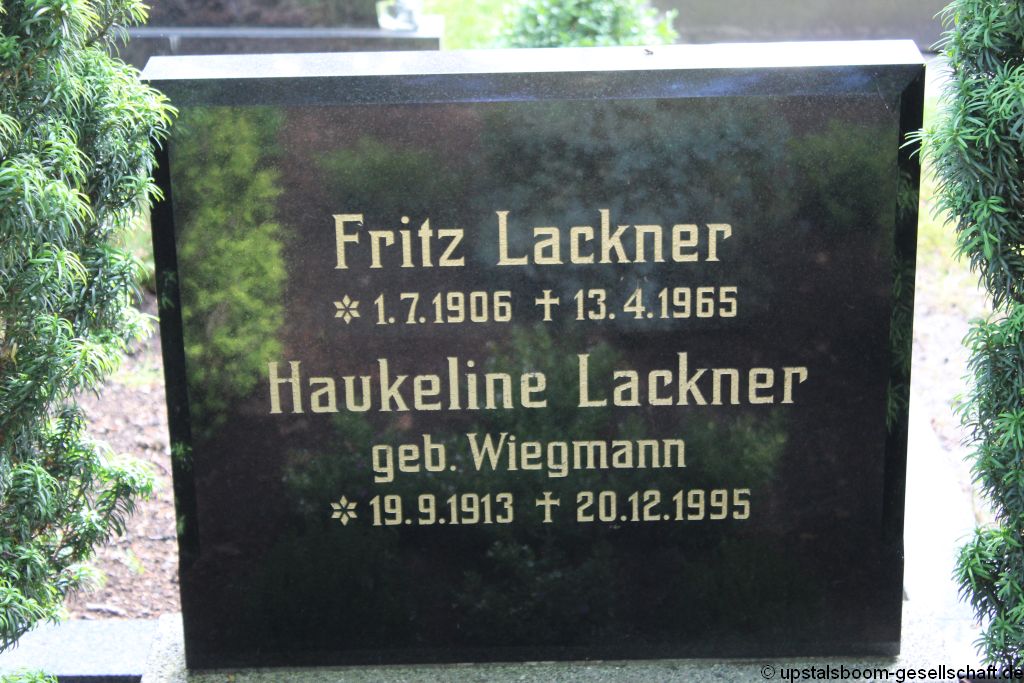 Fritz Lackner
* 1.7.1906 † 13.4.1965
Haukeline Lackner
geb. Wiegmann
* 19.9.1913 † 20.12.1995
© upstalsboom-gesellschaft.de